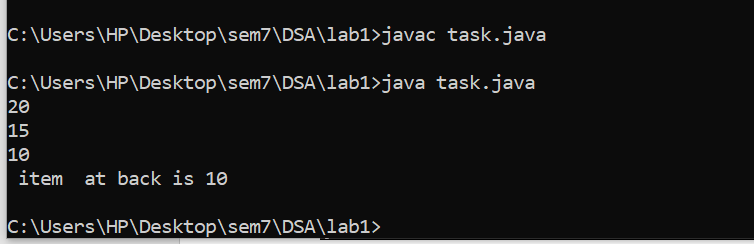 C:\Users\HP\Desktop\sem7\DSA\lab1>javac task.java
C:\Users\HP\Desktop\sem7\DSA\lab1>java task.java
20
15
10
 item  at back is 10
C:\Users\HP\Desktop\sem7\DSA\lab1>